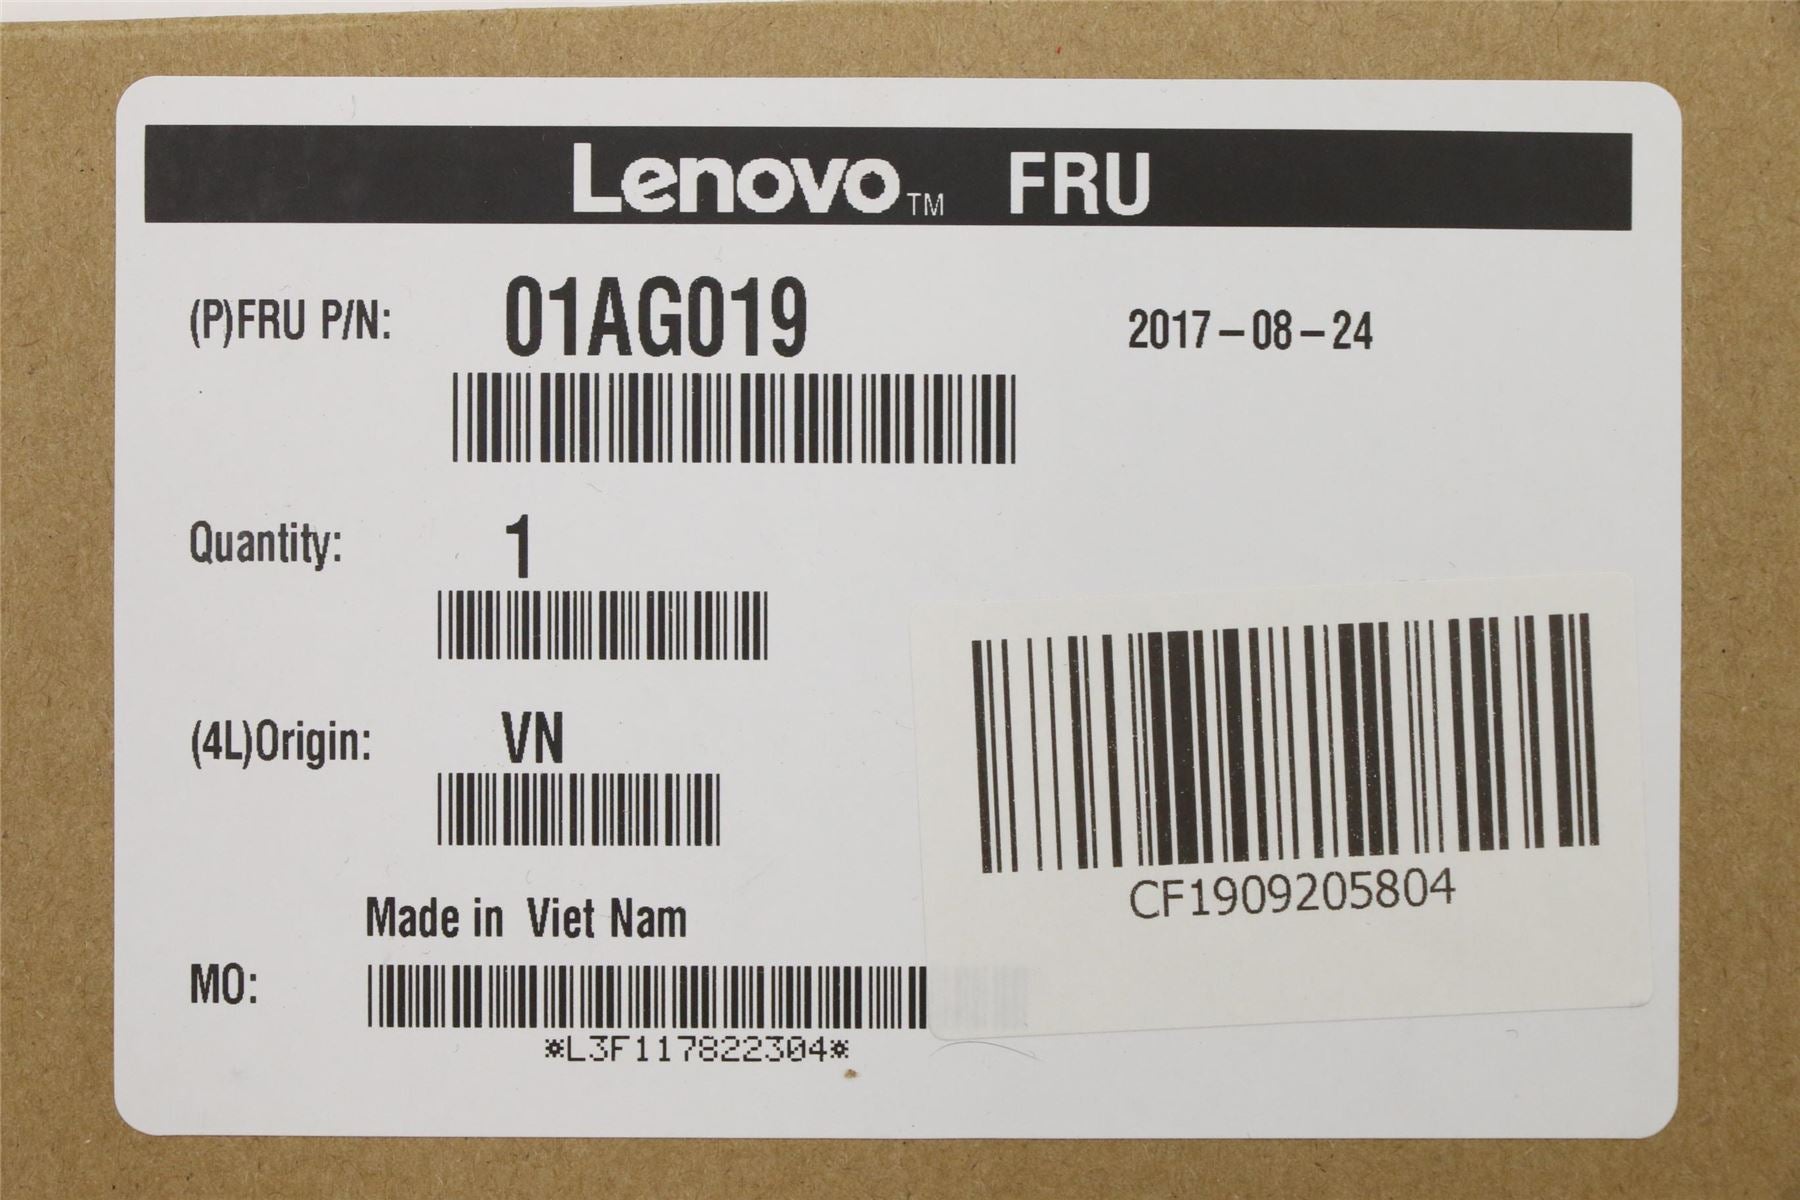 Lenovo™ FRU
(P)FRU P/N: 01AG019 2017-08-24
Quantity: 1
(4L)Origin: VN
CF1909205804
Made in Viet Nam
MO:
*L3F117822304*